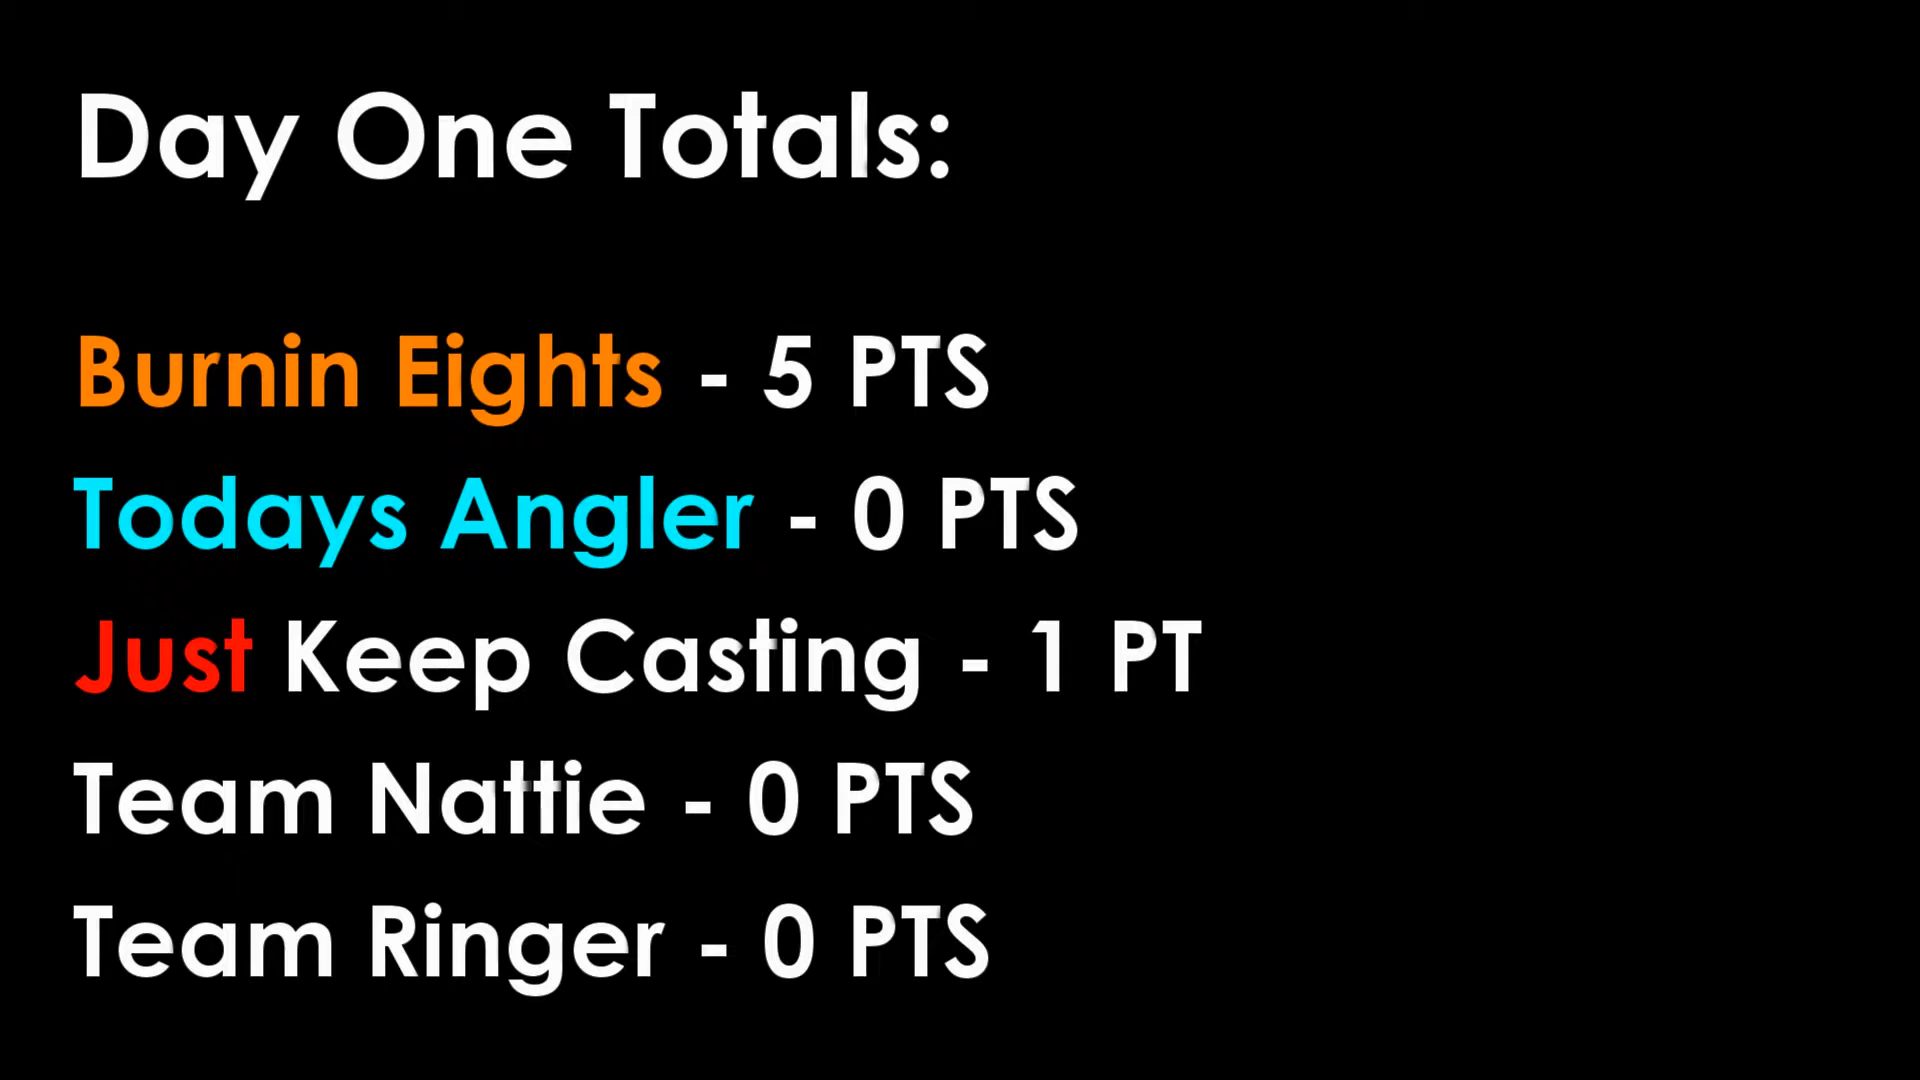 Day One Totals:
Burnin Eights - 5 PTS
Todays Angler - 0 PTS
Just Keep Casting - 1 PT
Team Nattie - 0 PTS
Team Ringer - 0 PTS